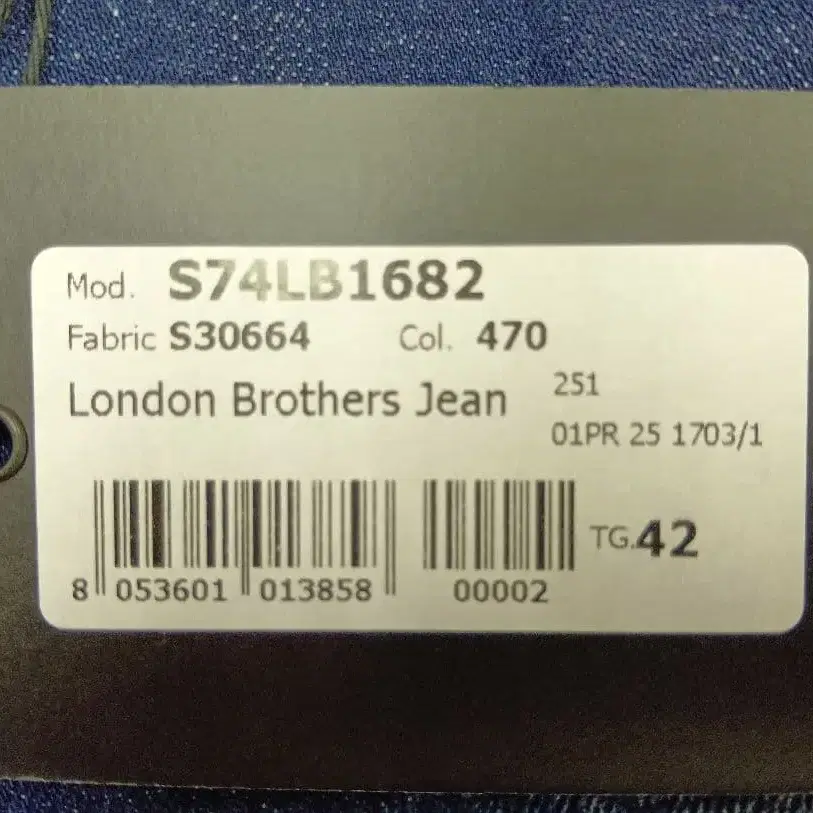 Mod. S74LB1682
Fabric S30664 Col. 470
London Brothers Jean 251
01PR 25 1703/1
TG.42
8 053601 013858 00002